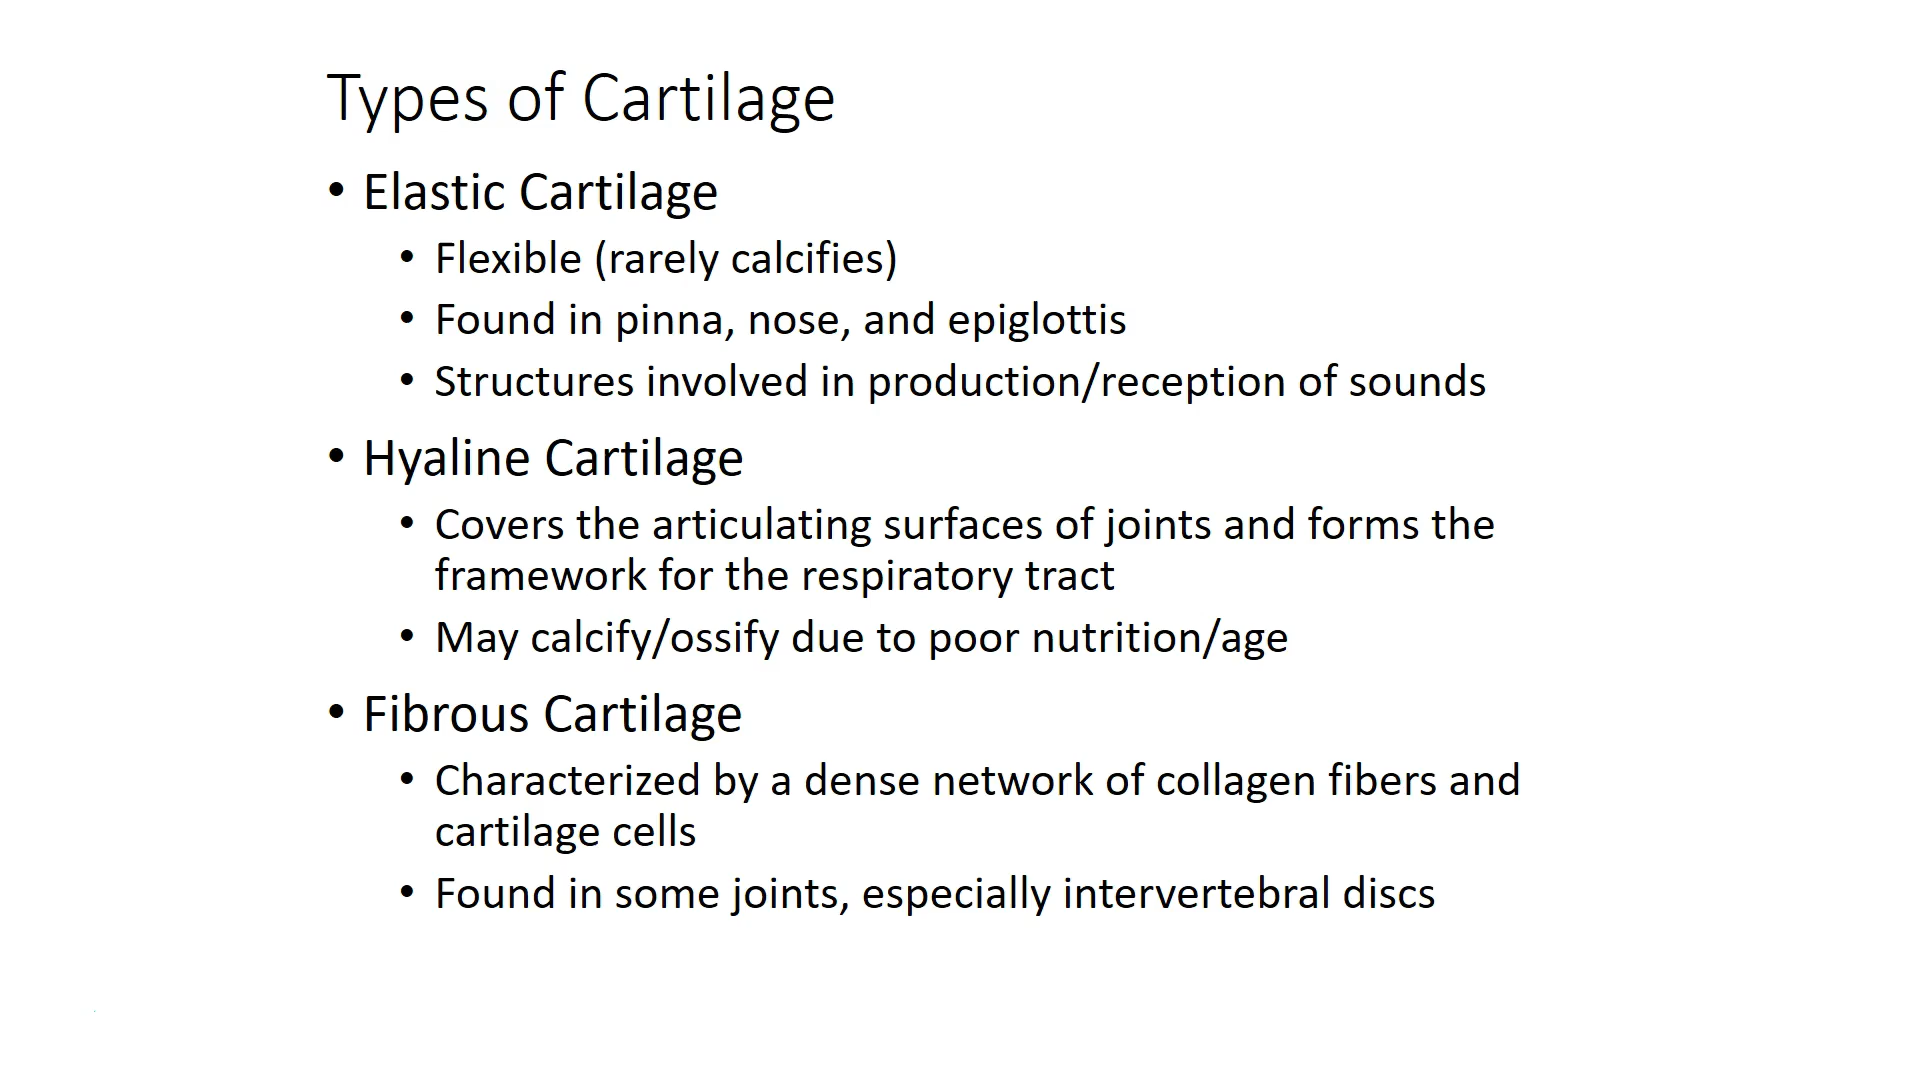 Types of Cartilage
• Elastic Cartilage
• Flexible (rarely calcifies)
• Found in pinna, nose, and epiglottis
• Structures involved in production/reception of sounds
• Hyaline Cartilage
• Covers the articulating surfaces of joints and forms the
framework for the respiratory tract
• May calcify/ossify due to poor nutrition/age
• Fibrous Cartilage
• Characterized by a dense network of collagen fibers and
cartilage cells
• Found in some joints, especially intervertebral discs